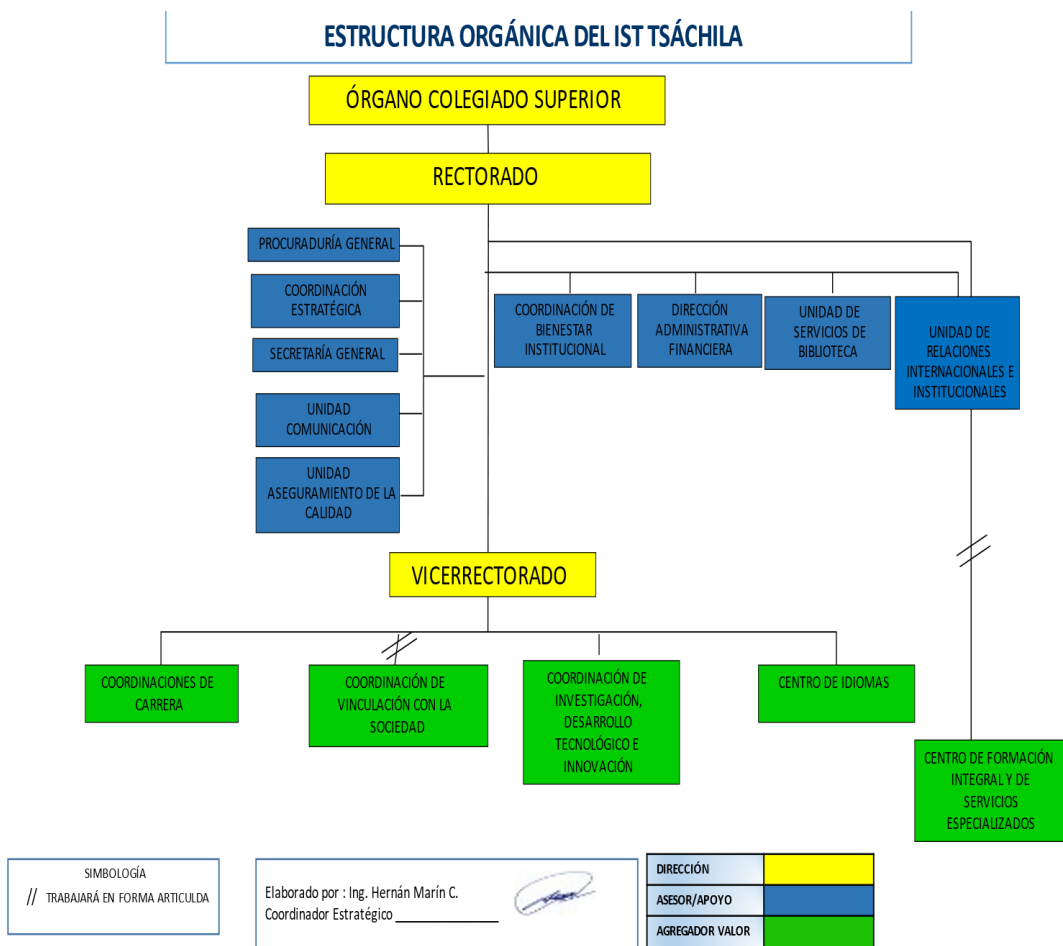 ESTRUCTURA ORGÁNICA DEL IST TSÁCHILA
ÓRGANO COLEGIADO SUPERIOR
RECTORADO
PROCURADURÍA GENERAL
COORDINACIÓN
ESTRATÉGICA
SECRETARÍA GENERAL
UNIDAD
COMUNICACIÓN
UNIDAD
ASEGURAMIENTO DE LA
CALIDAD
COORDINACIÓN DE
BIENESTAR
INSTITUCIONAL
DIRECCIÓN
ADMINISTRATIVA
FINANCIERA
UNIDAD DE
SERVICIOS DE
BIBLIOTECA
UNIDAD DE
RELACIONES
INTERNACIONALES E
INSTITUCIONALES
VICERRECTORADO
COORDINACIONES DE
CARRERA
COORDINACIÓN DE
VINCULACIÓN CON LA
SOCIEDAD
COORDINACIÓN DE
INVESTIGACIÓN,
DESARROLLO
TECNOLÓGICO E
INNOVACIÓN
CENTRO DE IDIOMAS
CENTRO DE FORMACIÓN
INTEGRAL Y DE
SERVICIOS
ESPECIALIZADOS
SIMBOLOGÍA
// TRABAJARÁ EN FORMA ARTICULDA
Elaborado por : Ing. Hernán Marín C.
Coordinador Estratégico _______________
DIRECCIÓN
ASESOR/APOYO
AGREGADOR VALOR